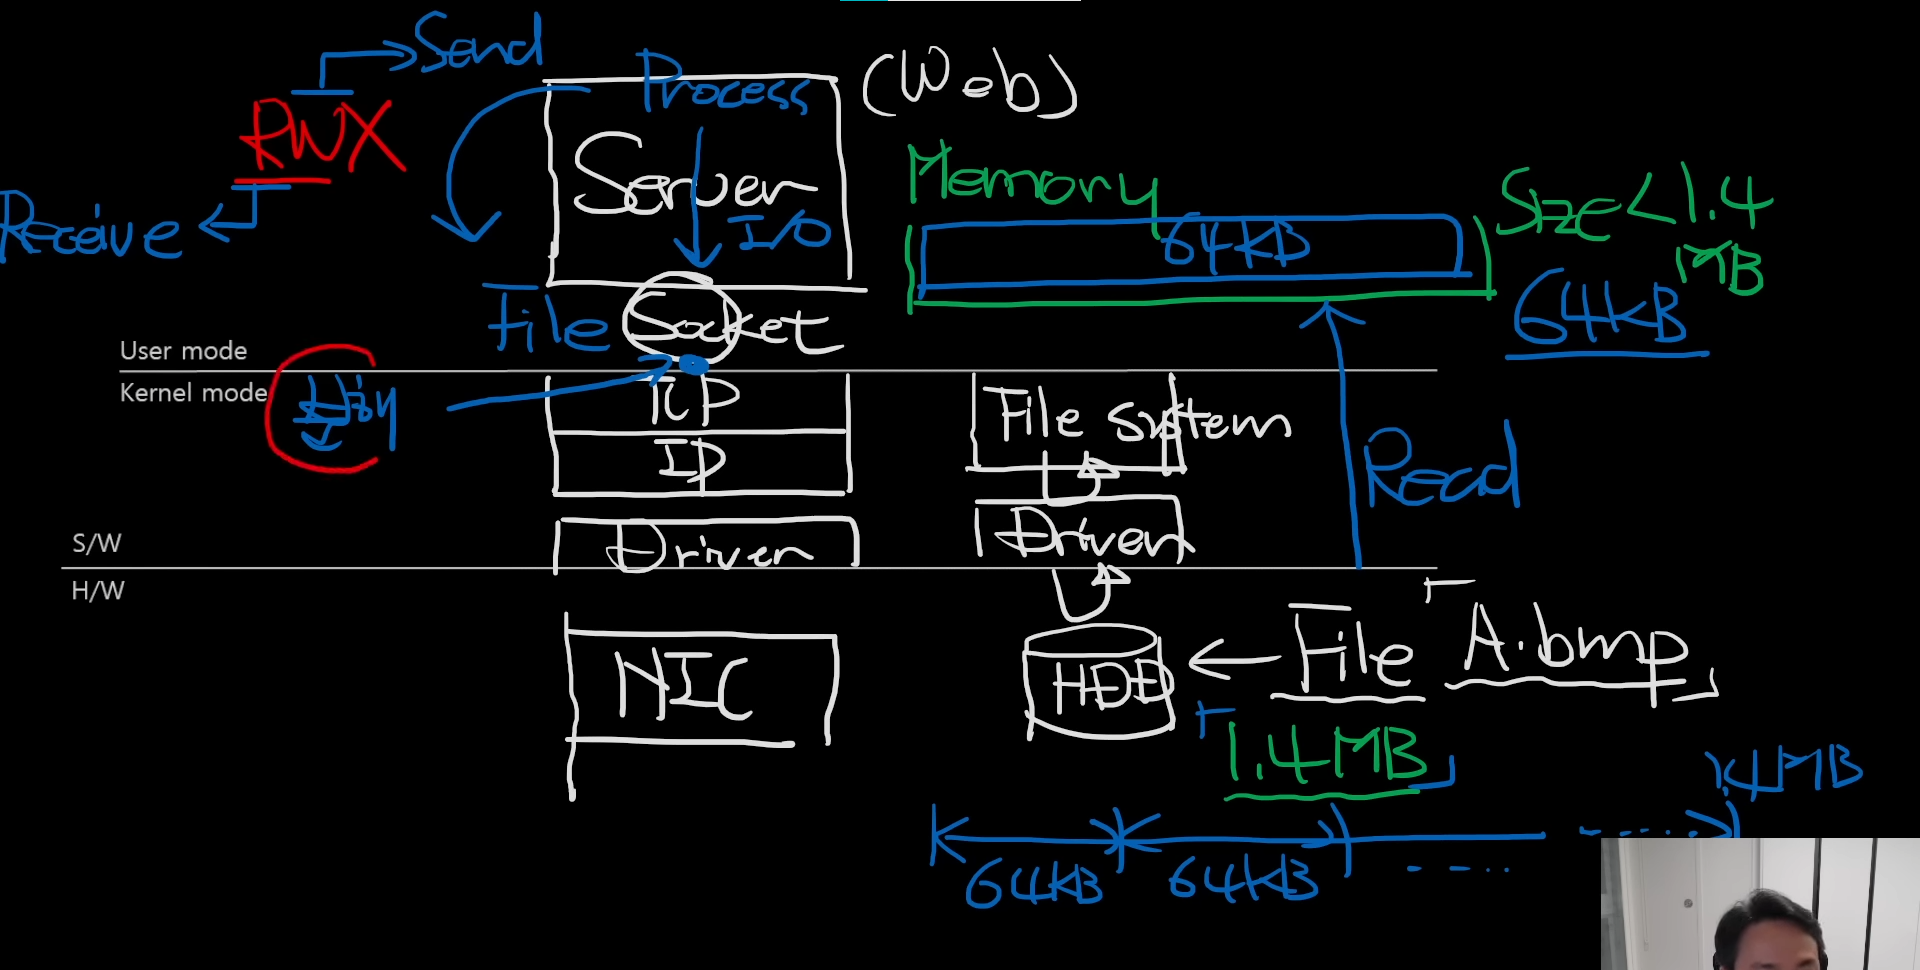 Send
Process
(Web)
RWX
Receive
Server
I/O
Memory
64KB
Size < 1.4
MB
64KB
File
Socket
User mode
Kernel mode
TCP
IP
File system
Read
Driver
Driver
S/W
H/W
NIC
HDD
File
「A.bmp」
「1.4MB」
1.4MB
64KB
64KB